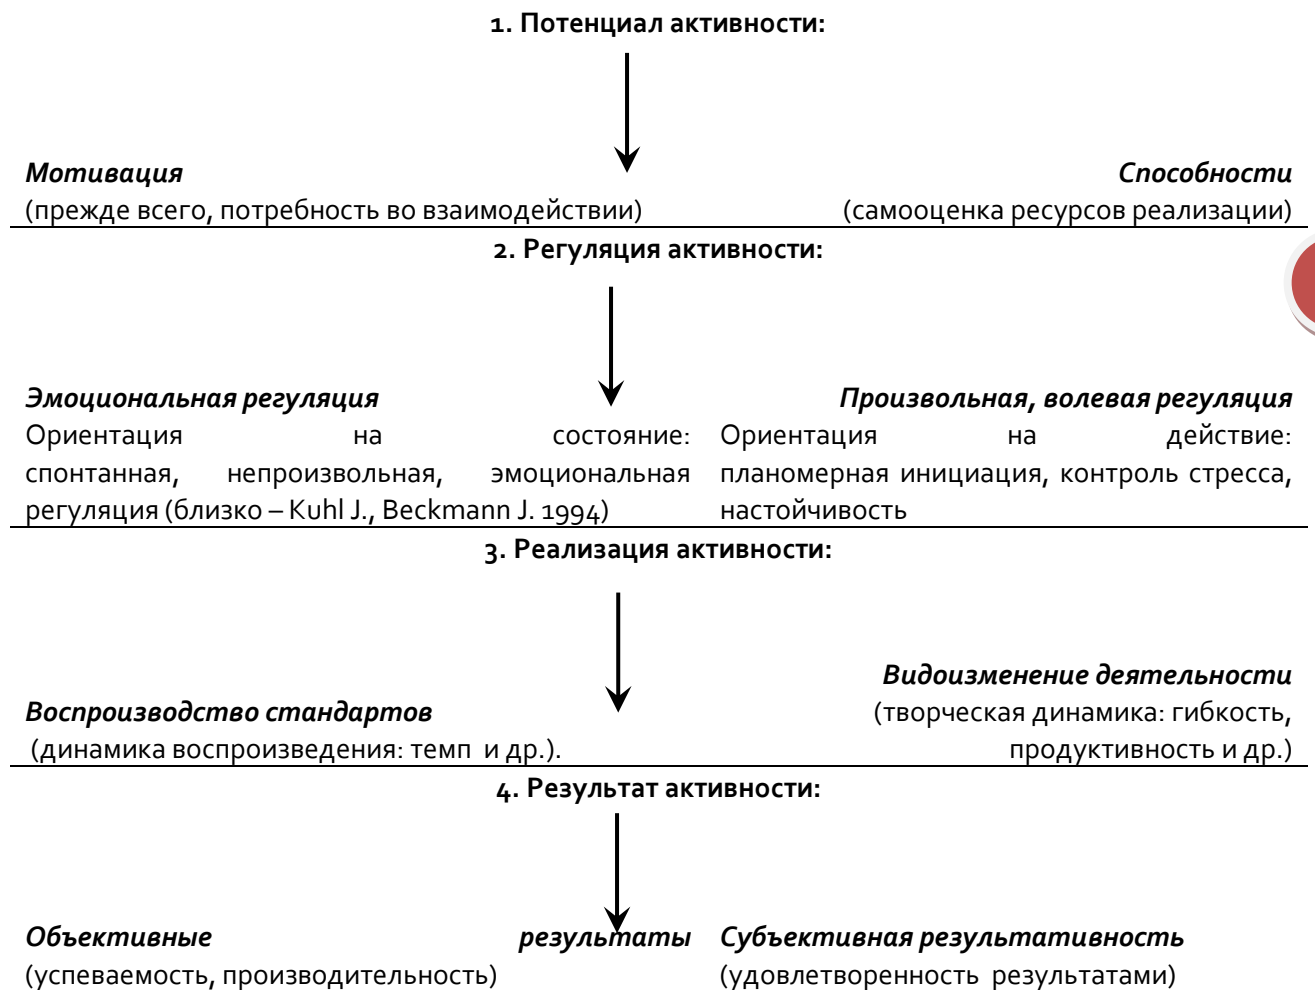 1. Потенциал активности:
Мотивация Способности
(прежде всего, потребность во взаимодействии) (самооценка ресурсов реализации)
2. Регуляция активности:
Эмоциональная регуляция Произвольная, волевая регуляция
Ориентация на состояние: Ориентация на действие:
спонтанная, непроизвольная, эмоциональная планомерная инициация, контроль стресса,
регуляция (близко – Kuhl J., Beckmann J. 1994) настойчивость
3. Реализация активности:
Видоизменение деятельности
Воспроизводство стандартов (творческая динамика: гибкость,
(динамика воспроизведения: темп и др.). продуктивность и др.)
4. Результат активности:
Объективные результаты Субъективная результативность
(успеваемость, производительность) (удовлетворенность результатами)